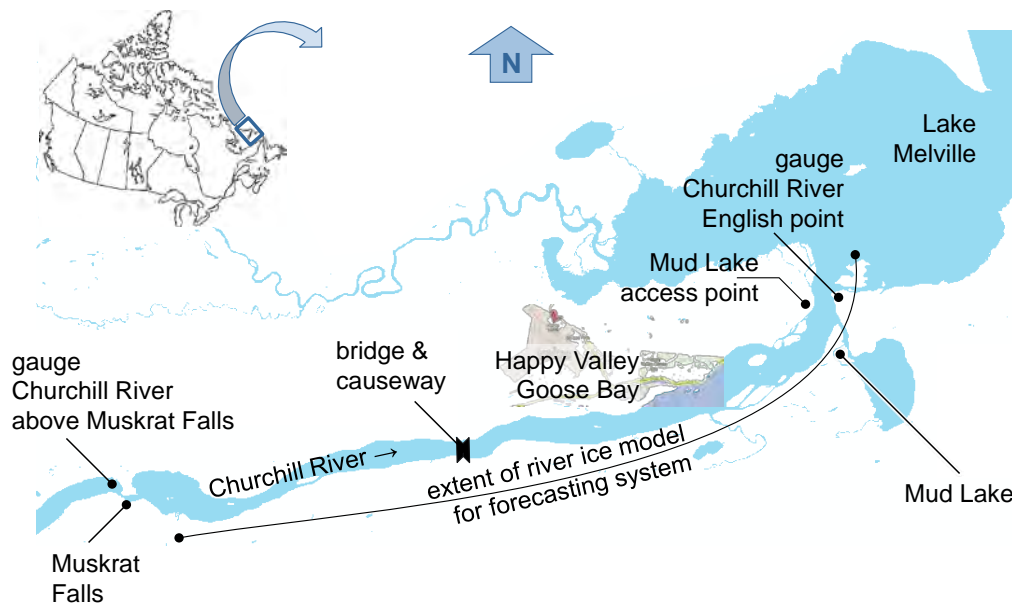 N
Lake
Melville
gauge
Churchill River
English point
Mud Lake
access point
bridge &
causeway
Happy Valley
Goose Bay
gauge
Churchill River
above Muskrat Falls
Churchill River →
extent of river ice model
for forecasting system
Mud Lake
Muskrat
Falls